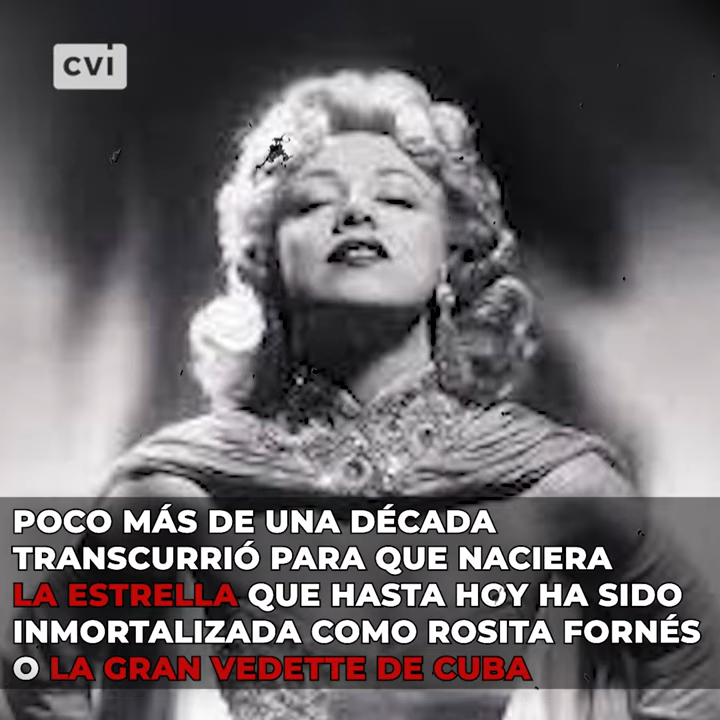 cvi
POCO MÁS DE UNA DÉCADA
TRANSCURRIÓ PARA QUE NACIERA
LA ESTRELLA QUE HASTA HOY HA SIDO
INMORTALIZADA COMO ROSITA FORNÉS
O LA GRAN VEDETTE DE CUBA